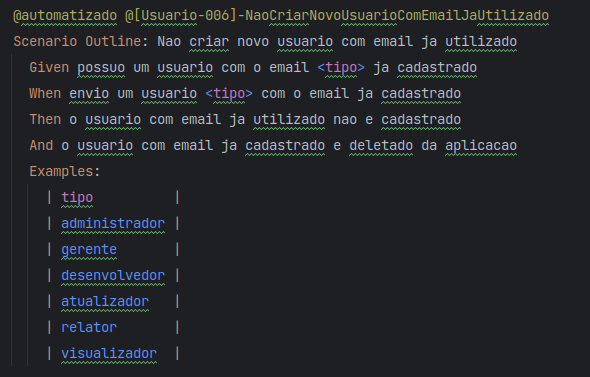 @automatizado @[Usuario-006]-NaoCriarNovoUsuarioComEmailJaUtilizado
Scenario Outline: Nao criar novo usuario com email ja utilizado
Given possuo um usuario com o email <tipo> ja cadastrado
When envio um usuario <tipo> com o email ja cadastrado
Then o usuario com email ja utilizado nao e cadastrado
And o usuario com email ja cadastrado e deletado da aplicacao
Examples:
| tipo |
| administrador |
| gerente |
| desenvolvedor |
| atualizador |
| relator |
| visualizador |